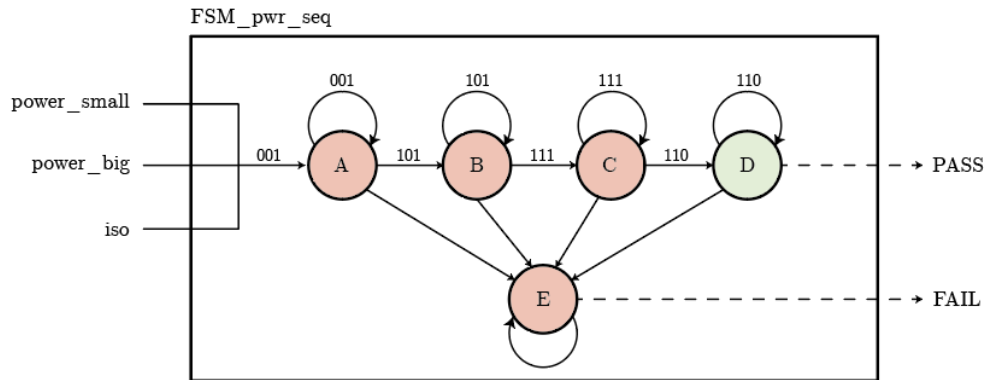 FSM_pwr_seq
001 101 111 110
power_small
power_big 001 A 101 B 111 C 110 D PASS
iso
E FAIL